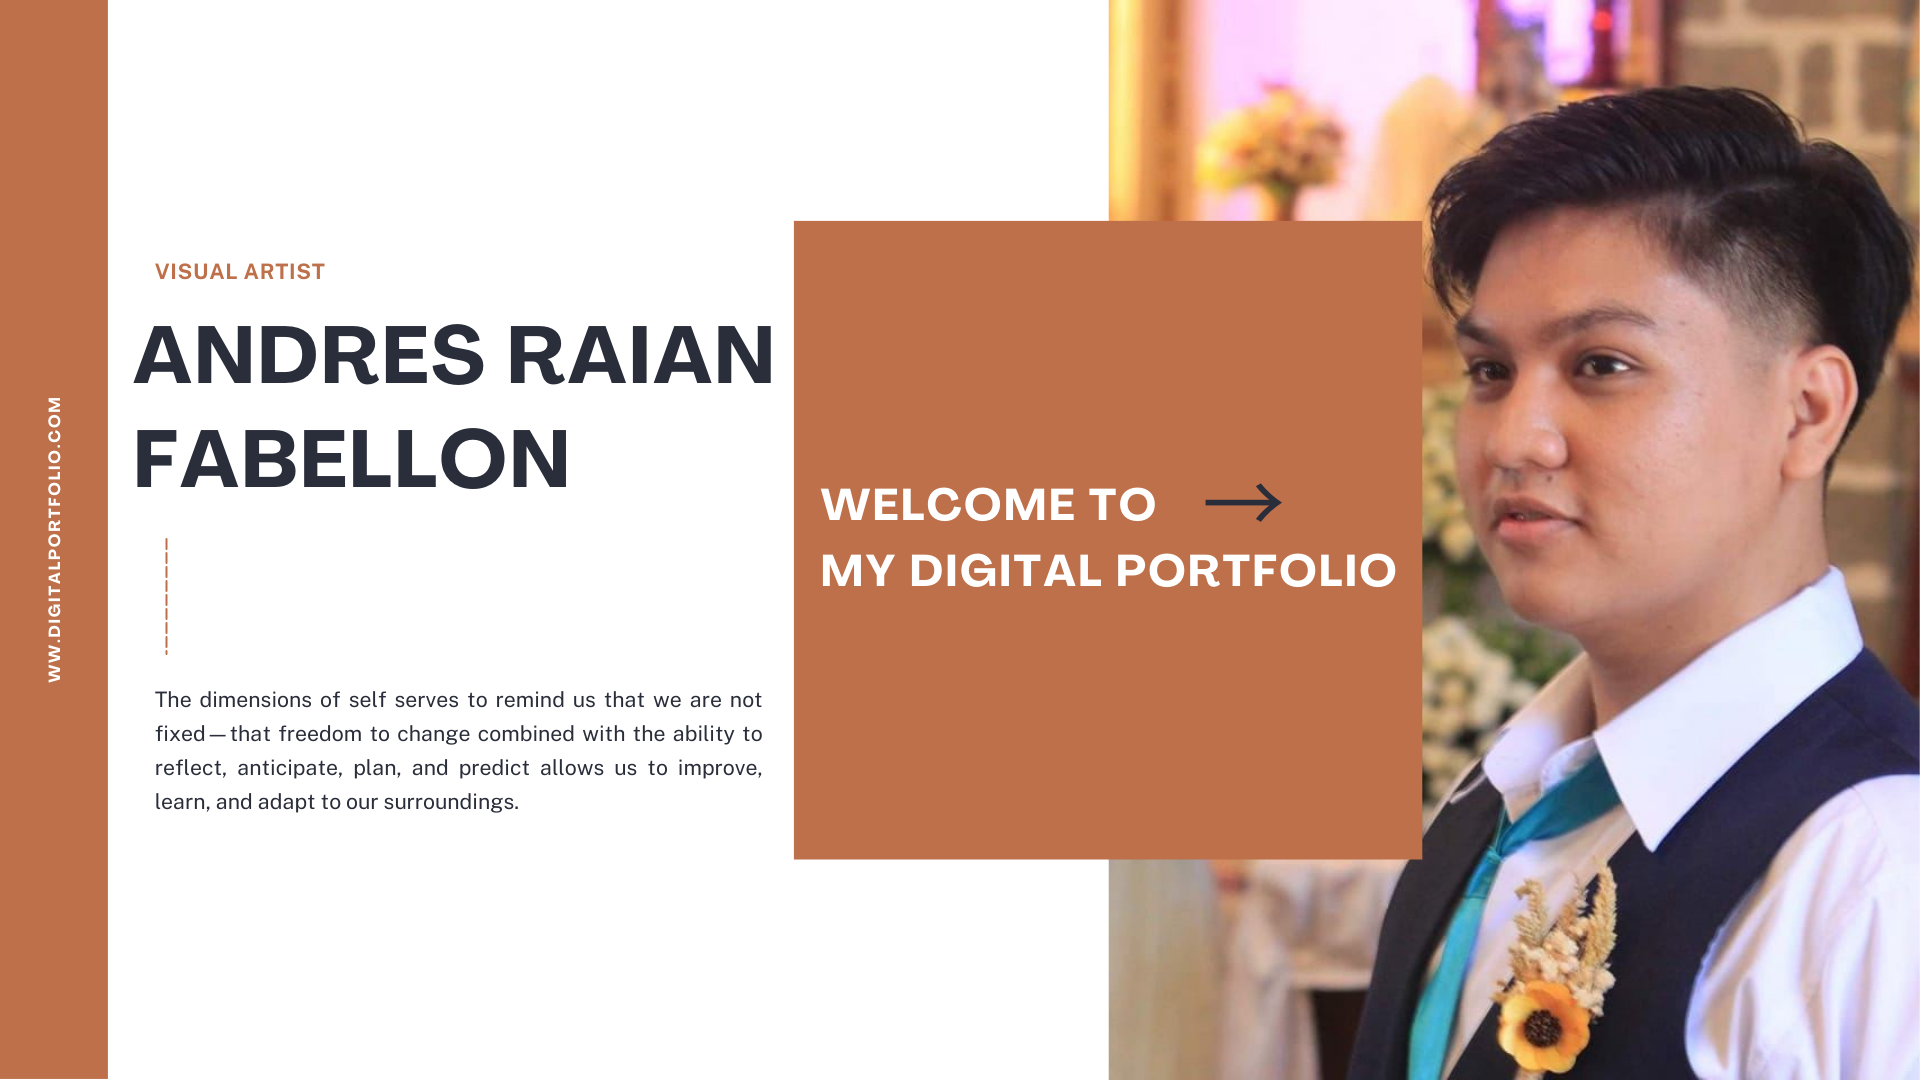 WW.DIGITALPORTFOLIO.COM
VISUAL ARTIST
ANDRES RAIAN
FABELLON
The dimensions of self serves to remind us that we are not
fixed—that freedom to change combined with the ability to
reflect, anticipate, plan, and predict allows us to improve,
learn, and adapt to our surroundings.
WELCOME TO →
MY DIGITAL PORTFOLIO